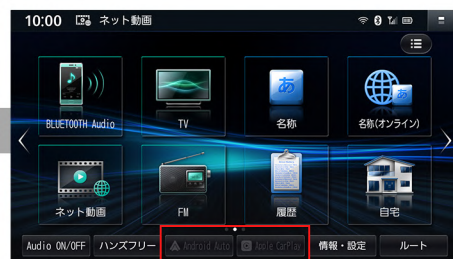 10:00 ネット動画
BLUETOOTH Audio TV 名称 名称(オンライン)
ネット動画 FM 履歴 自宅
Audio ON/OFF ハンズフリー Android Auto Apple CarPlay 情報・設定 ルート